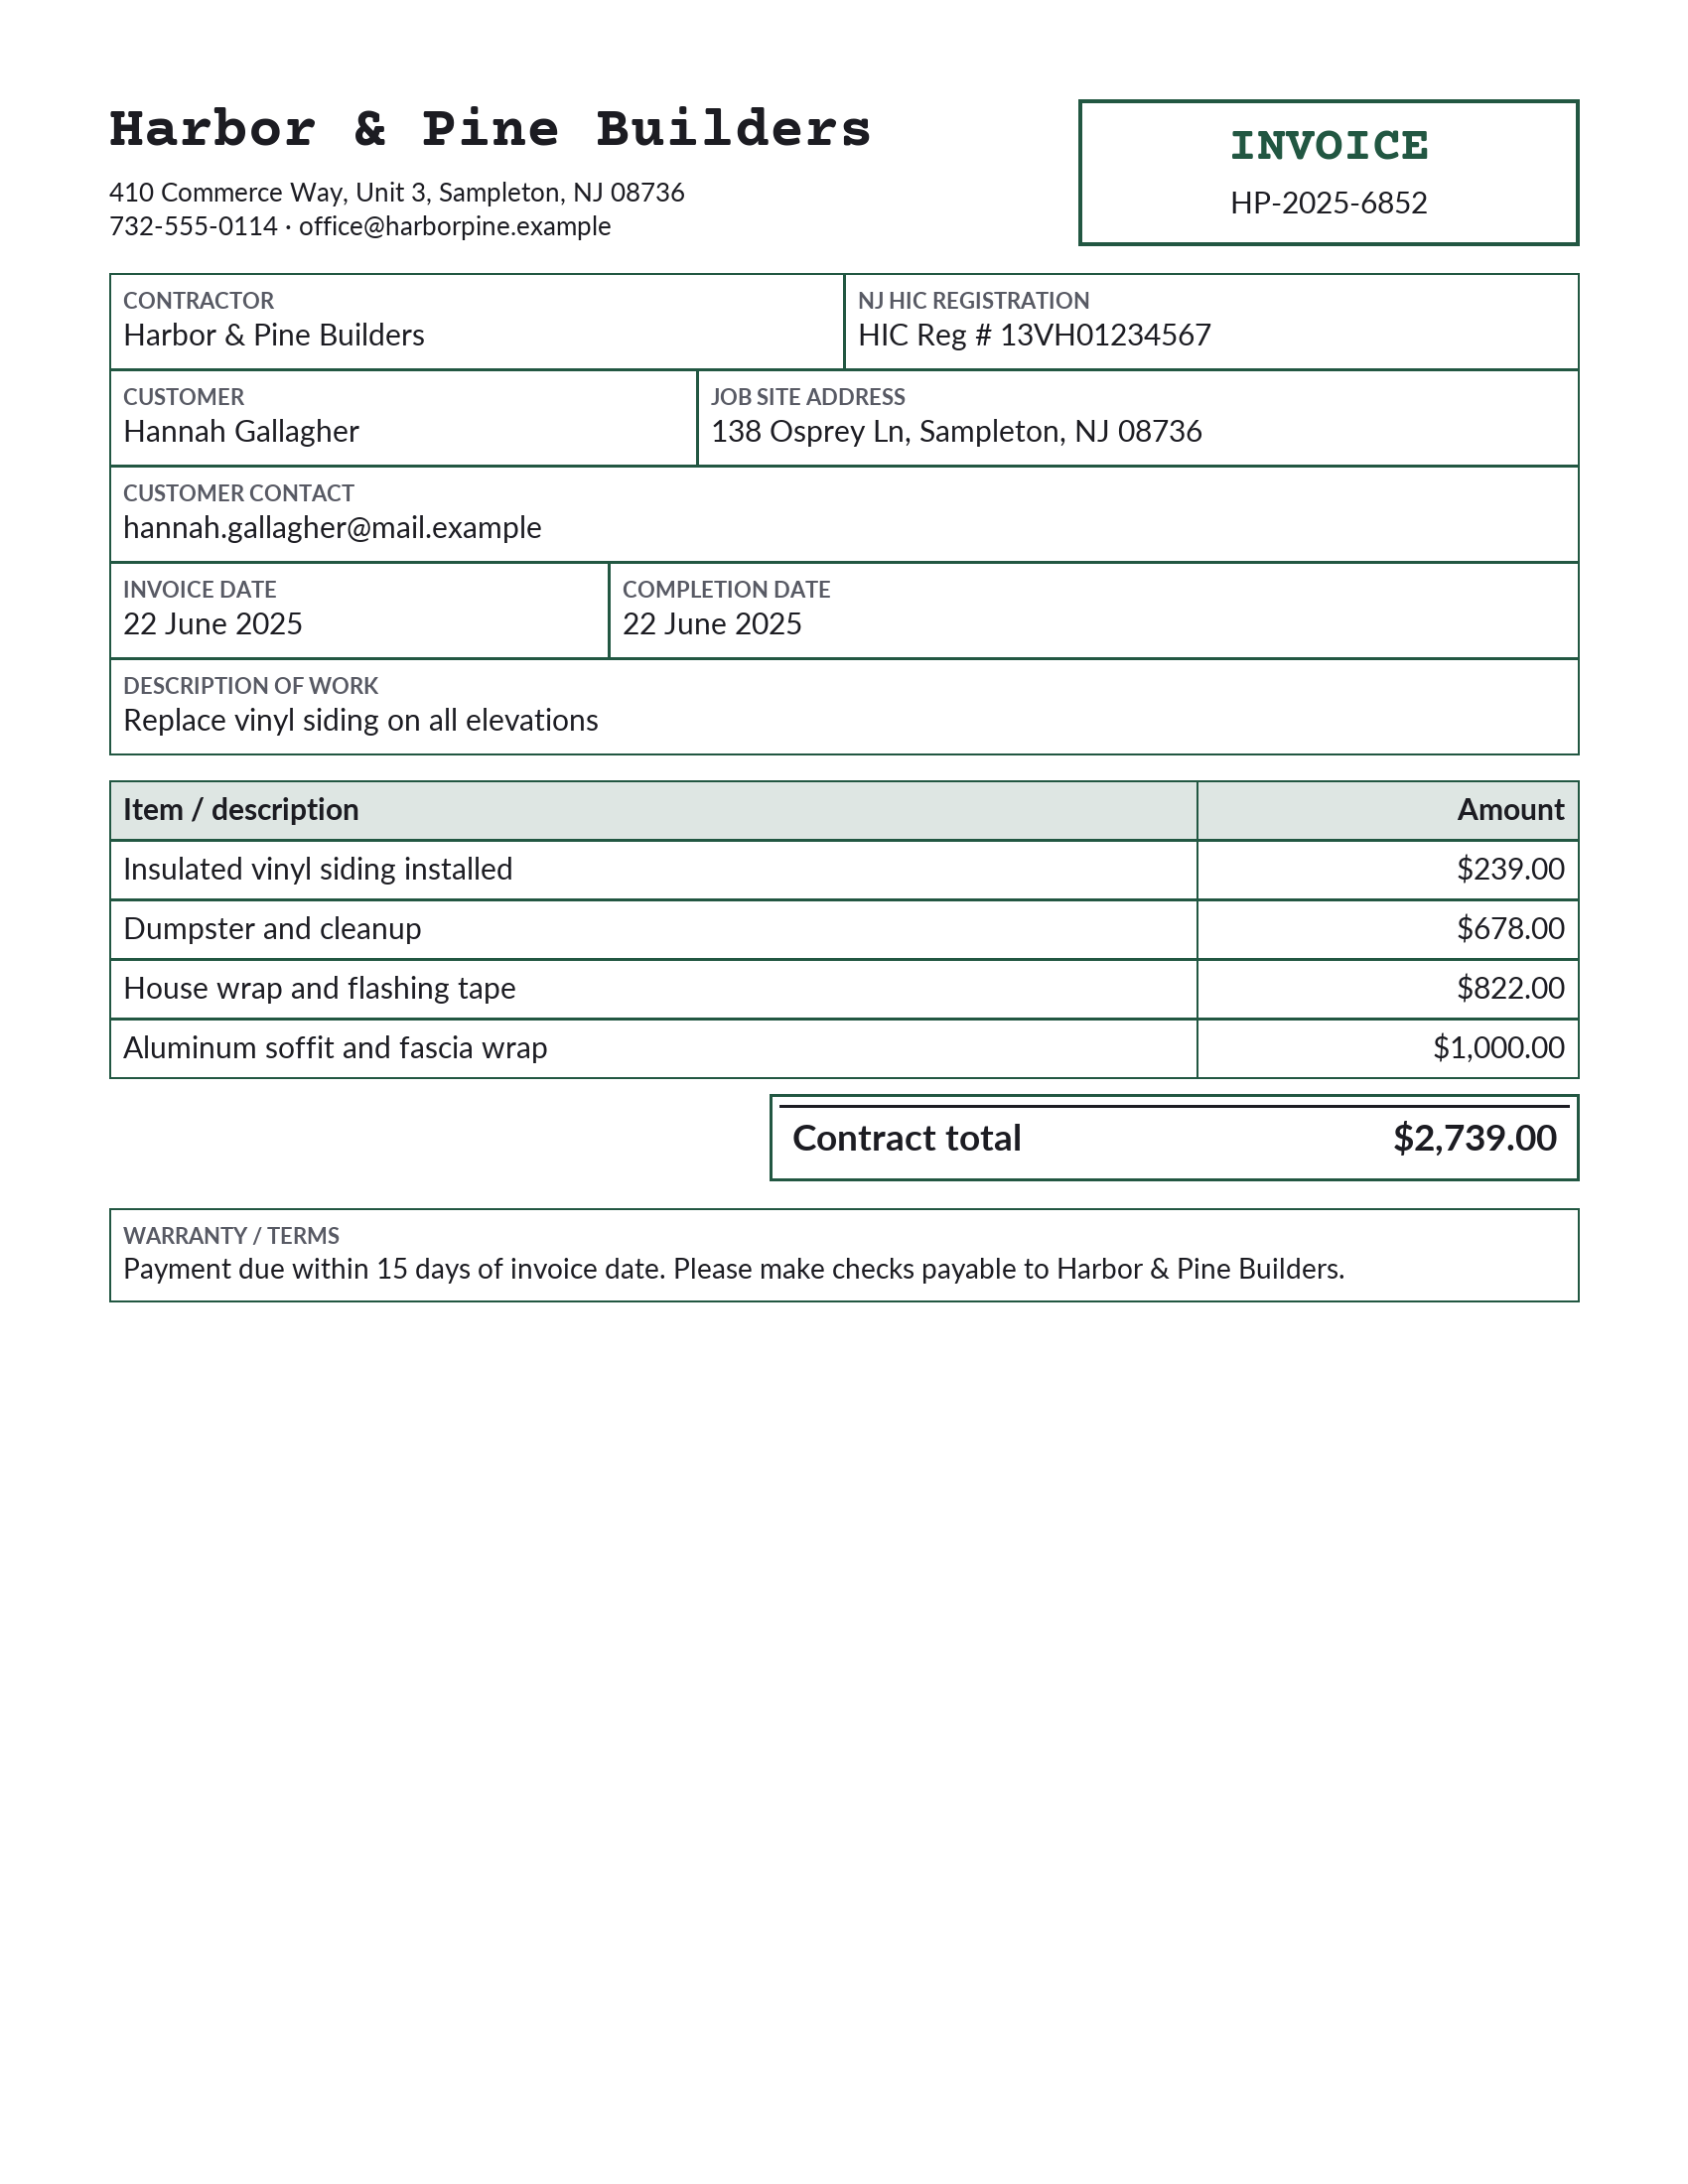 Harbor & Pine Builders
410 Commerce Way, Unit 3, Sampleton, NJ 08736
732-555-0114 · office@harborpine.example
INVOICE
HP-2025-6852
CONTRACTOR
Harbor & Pine Builders
NJ HIC REGISTRATION
HIC Reg # 13VH01234567
CUSTOMER
Hannah Gallagher
JOB SITE ADDRESS
138 Osprey Ln, Sampleton, NJ 08736
CUSTOMER CONTACT
hannah.gallagher@mail.example
INVOICE DATE
22 June 2025
COMPLETION DATE
22 June 2025
DESCRIPTION OF WORK
Replace vinyl siding on all elevations
Item / description Amount
Insulated vinyl siding installed $239.00
Dumpster and cleanup $678.00
House wrap and flashing tape $822.00
Aluminum soffit and fascia wrap $1,000.00
Contract total $2,739.00
WARRANTY / TERMS
Payment due within 15 days of invoice date. Please make checks payable to Harbor & Pine Builders.